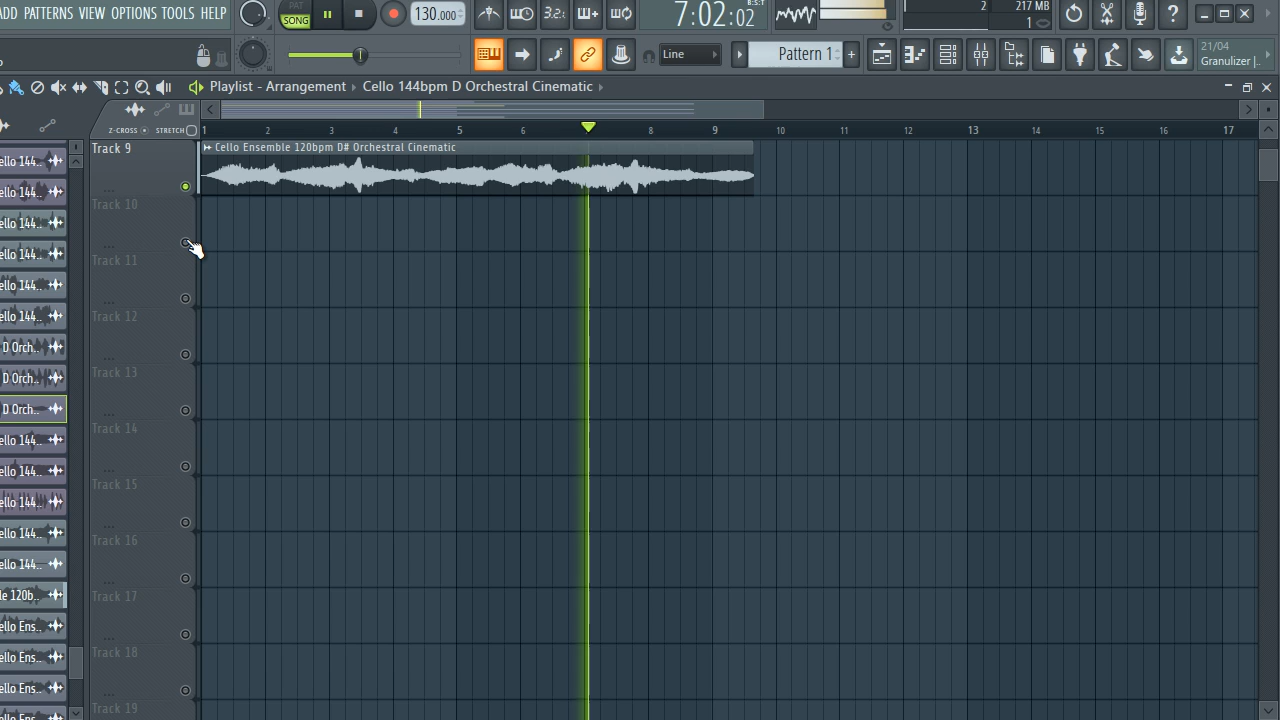 ADD PATTERNS VIEW OPTIONS TOOLS HELP
PAT
SONG
130.000
3.2.
7:02:02
B:S:T
2
217 MB
1
Line
Pattern 1
21/04
Granulizer |..
Playlist - Arrangement
Cello 144bpm D Orchestral Cinematic
Z-CROSS
STRETCH
1 2 3 4 5 6 8 9 10 11 12 13 14 15 16 17
Track 9
Cello Ensemble 120bpm D# Orchestral Cinematic
Track 10
Track 11
Track 12
Track 13
Track 14
Track 15
Track 16
Track 17
Track 18
Track 19
ello 144..
ello 144..
ello 144..
ello 144..
ello 144..
ello 144..
D Orch..
D Orch..
D Orch..
ello 144..
ello 144..
ello 144..
ello 144..
ello 144..
le 120b..
ello Ens..
ello Ens..
ello Ens..
ello Ens..